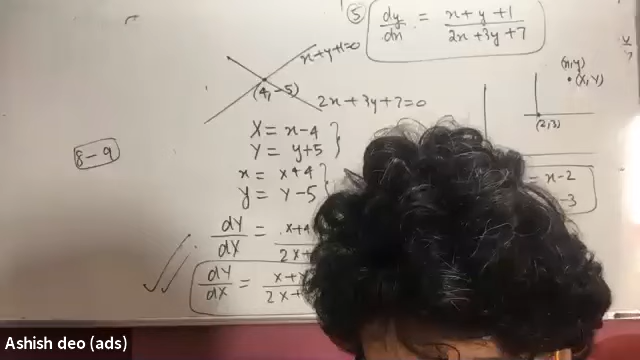 ⑤ dy/dx = x+y+1 / 2x+3y+7
x+y+1=0
(4,-5)
2x+3y+7=0
(x,y)
(X,Y)
(2,3)
X = x-4
Y = y+5
x = X+4
y = Y-5
= x-2
-3
8-9
dY/dX = X+4 / 2X+
dY/dX = X+Y / 2X+
Ashish deo (ads)